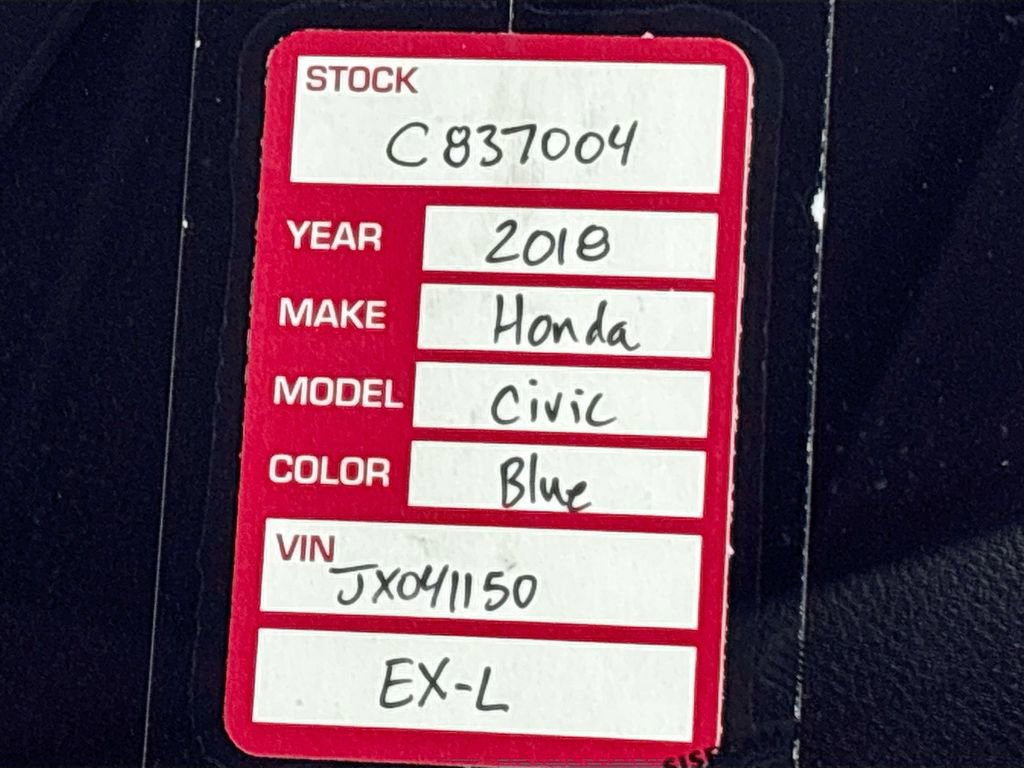 STOCK
C837004
YEAR 2018
MAKE Honda
MODEL Civic
COLOR Blue
VIN
JX041150
EX-L